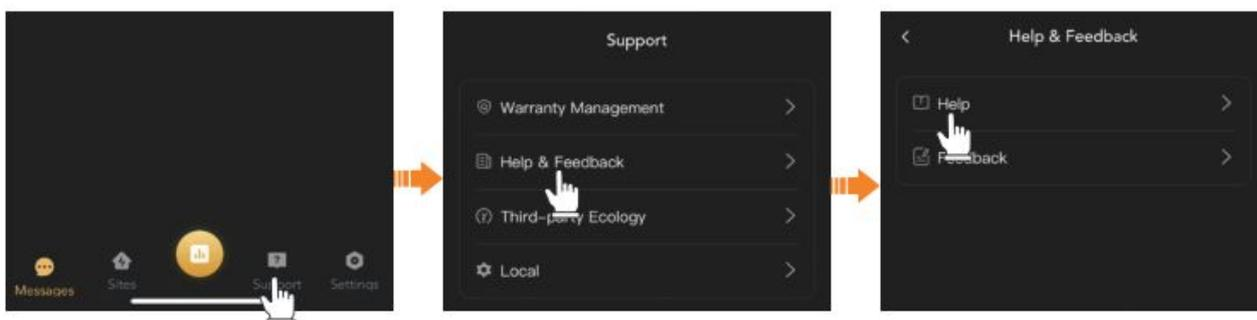 Messages
Sites
Support
Settings
Support
Warranty Management
Help & Feedback
Third-party Ecology
Local
Help & Feedback
Help
Feedback